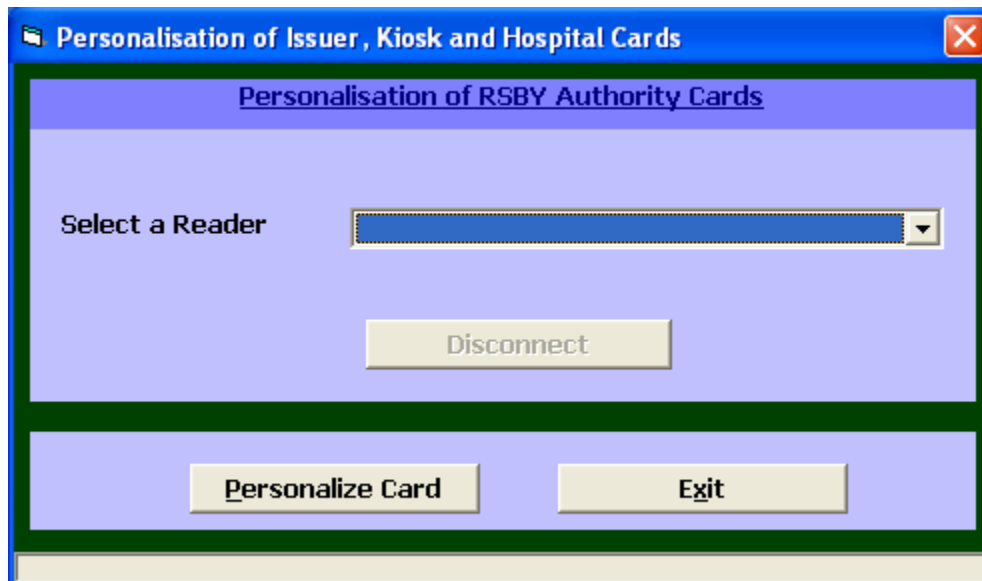 Personalisation of Issuer, Kiosk and Hospital Cards
Personalisation of RSBY Authority Cards
Select a Reader
Disconnect
Personalize Card Exit